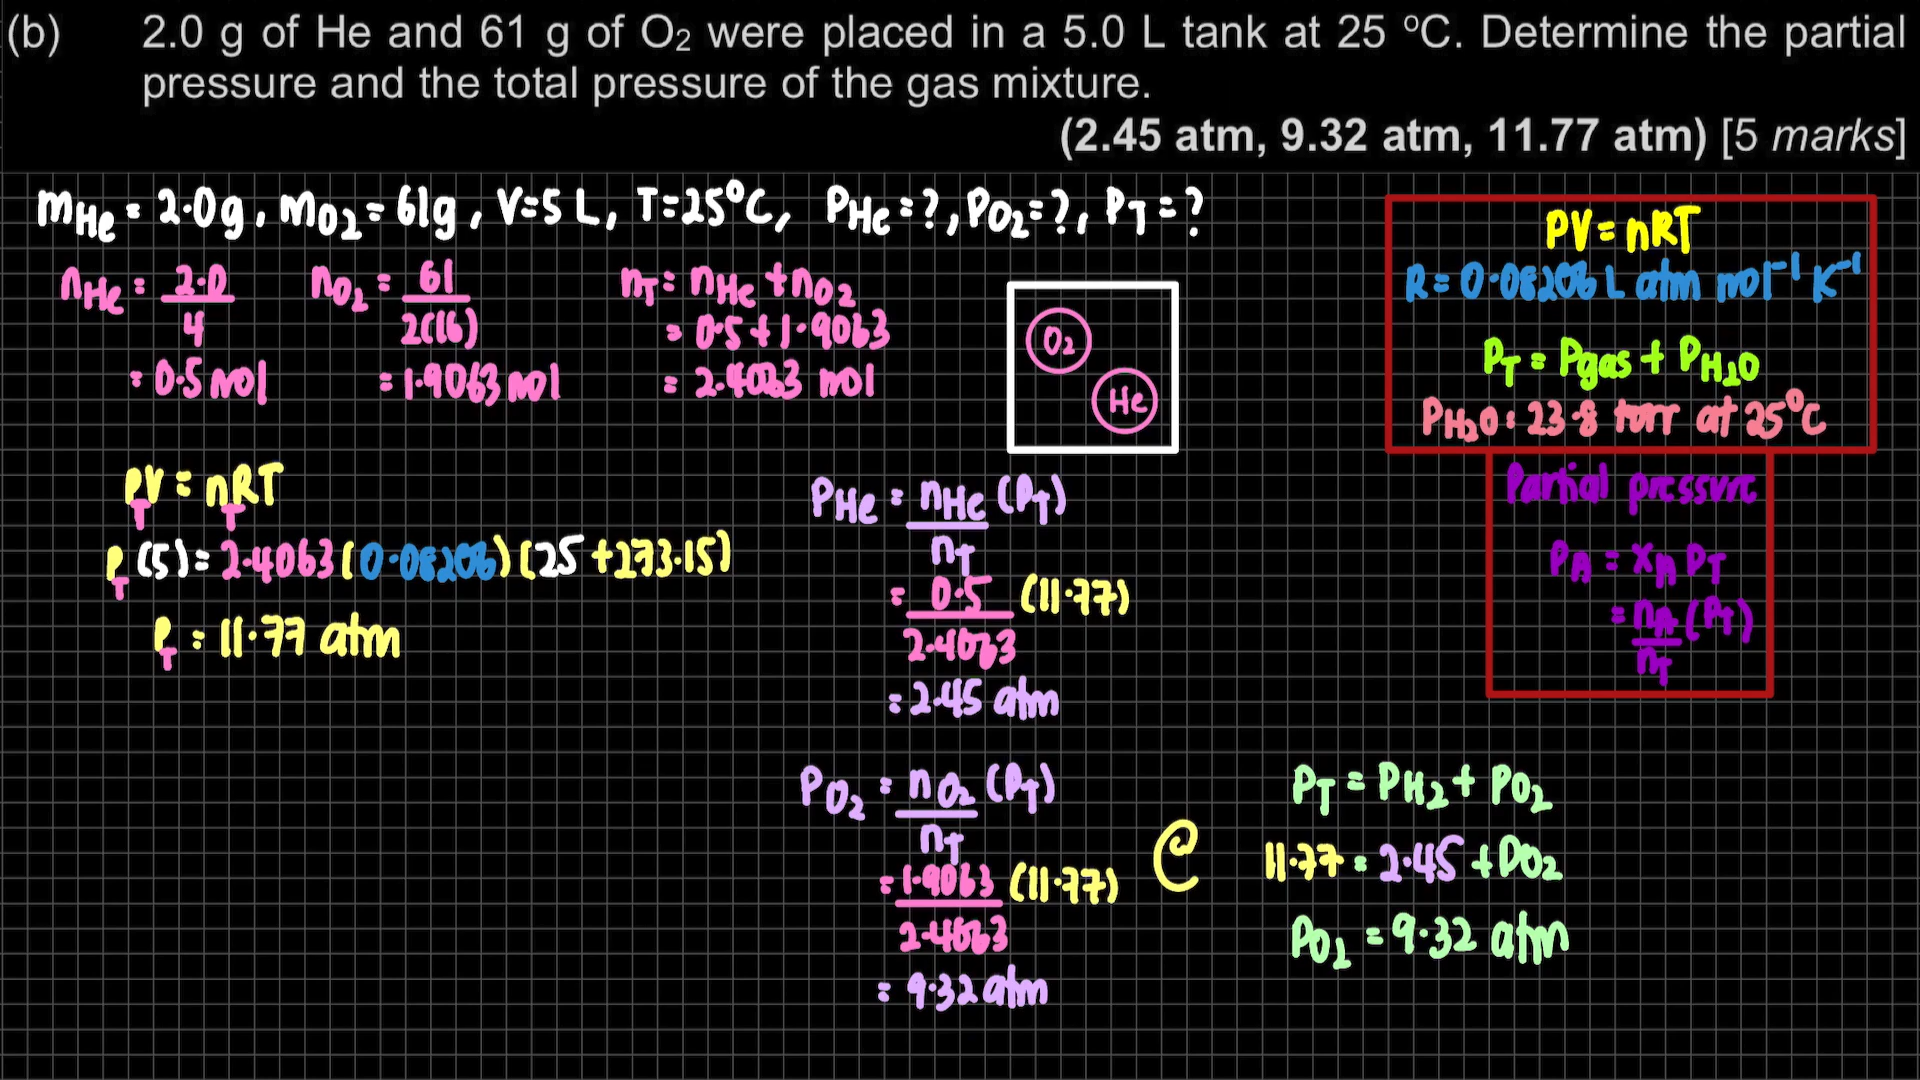 (b) 2.0 g of He and 61 g of O₂ were placed in a 5.0 L tank at 25 °C. Determine the partial
pressure and the total pressure of the gas mixture.
(2.45 atm, 9.32 atm, 11.77 atm) [5 marks]
mHe = 2.0g, mO₂ = 61g, V=5 L, T=25°C, PHe=?, PO₂=?, PT=?
nHe = 2.0/4
= 0.5 mol
nO₂ = 61/2(16)
= 1.9063 mol
nT = nHe + nO₂
= 0.5 + 1.9063
= 2.4063 mol
O₂
He
PV = nRT
R = 0.08206 L atm mol⁻¹ K⁻¹
PT = Pgas + PH₂O
PH₂O = 23.8 torr at 25°C
Partial pressure
PA = XA PT
= nA/nT (PT)
PTV = nTRT
PT(5) = 2.4063(0.08206)(25+273.15)
PT = 11.77 atm
PHe = nHe/nT (PT)
= 0.5/2.4063 (11.77)
= 2.45 atm
PO₂ = nO₂/nT (PT)
= 1.9063/2.4063 (11.77)
= 9.32 atm
PT = PH₂ + PO₂
11.77 = 2.45 + PO₂
PO₂ = 9.32 atm